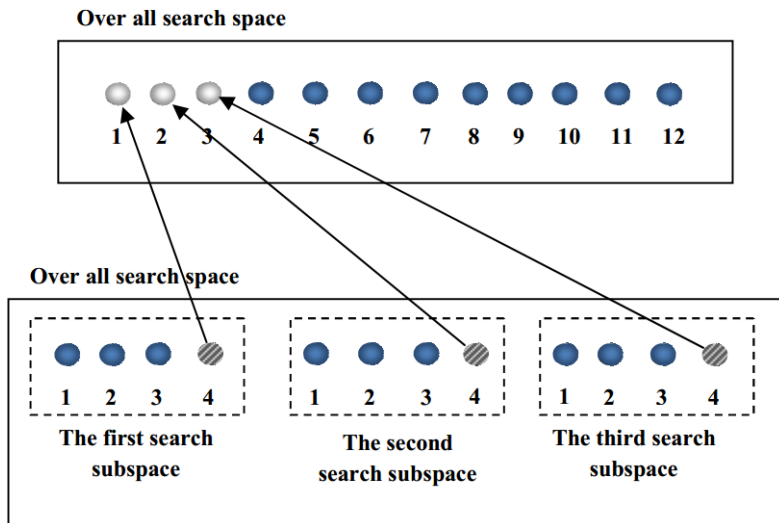 Over all search space
1 2 3 4 5 6 7 8 9 10 11 12
Over all search space
1 2 3 4 1 2 3 4 1 2 3 4
The first search
subspace
The second
search subspace
The third search
subspace